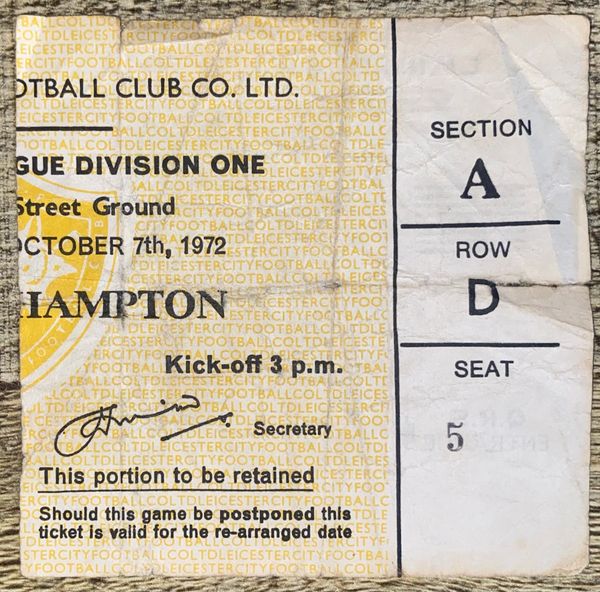 OTBALL CLUB CO. LTD.
GUE DIVISION ONE
Street Ground
OCTOBER 7th, 1972
HAMPTON
Kick-off 3 p.m.
Secretary
This portion to be retained
Should this game be postponed this
ticket is valid for the re-arranged date
SECTION
A
ROW
D
SEAT
5